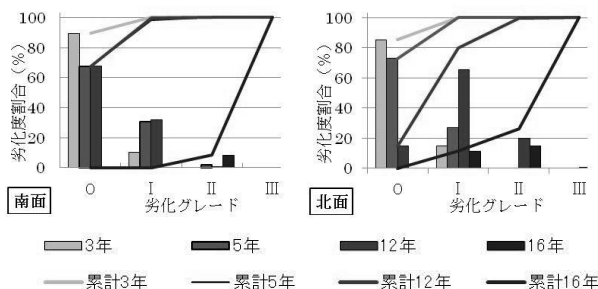 100
80
60
40
20
0
劣化度割合（%）
O I II III
劣化グレード
南面
100
80
60
40
20
0
劣化度割合（%）
O I II III
劣化グレード
北面
3年 5年 12年 16年
累計3年 累計5年 累計12年 累計16年